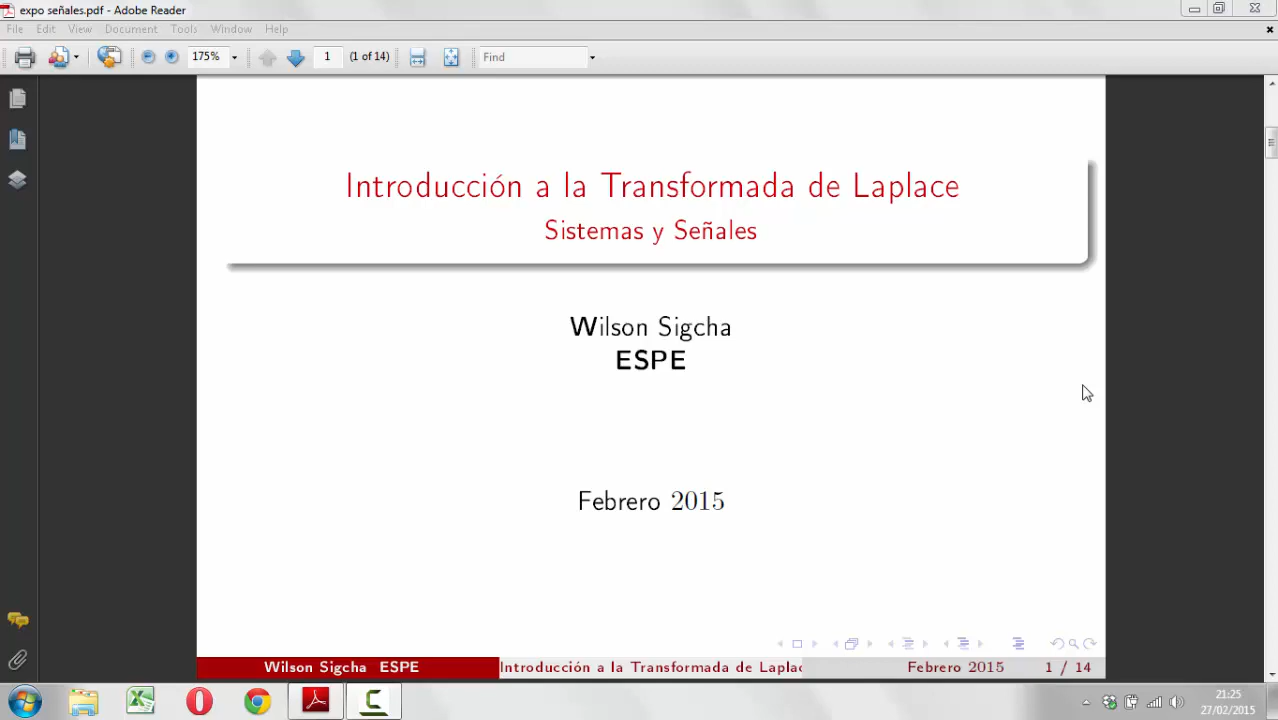 expo señales.pdf - Adobe Reader
File Edit View Document Tools Window Help
175% 1 (1 of 14) Find
Introducción a la Transformada de Laplace
Sistemas y Señales
Wilson Sigcha
ESPE
Febrero 2015
Wilson Sigcha ESPE Introducción a la Transformada de Laplac Febrero 2015 1 / 14
21:25
27/02/2015